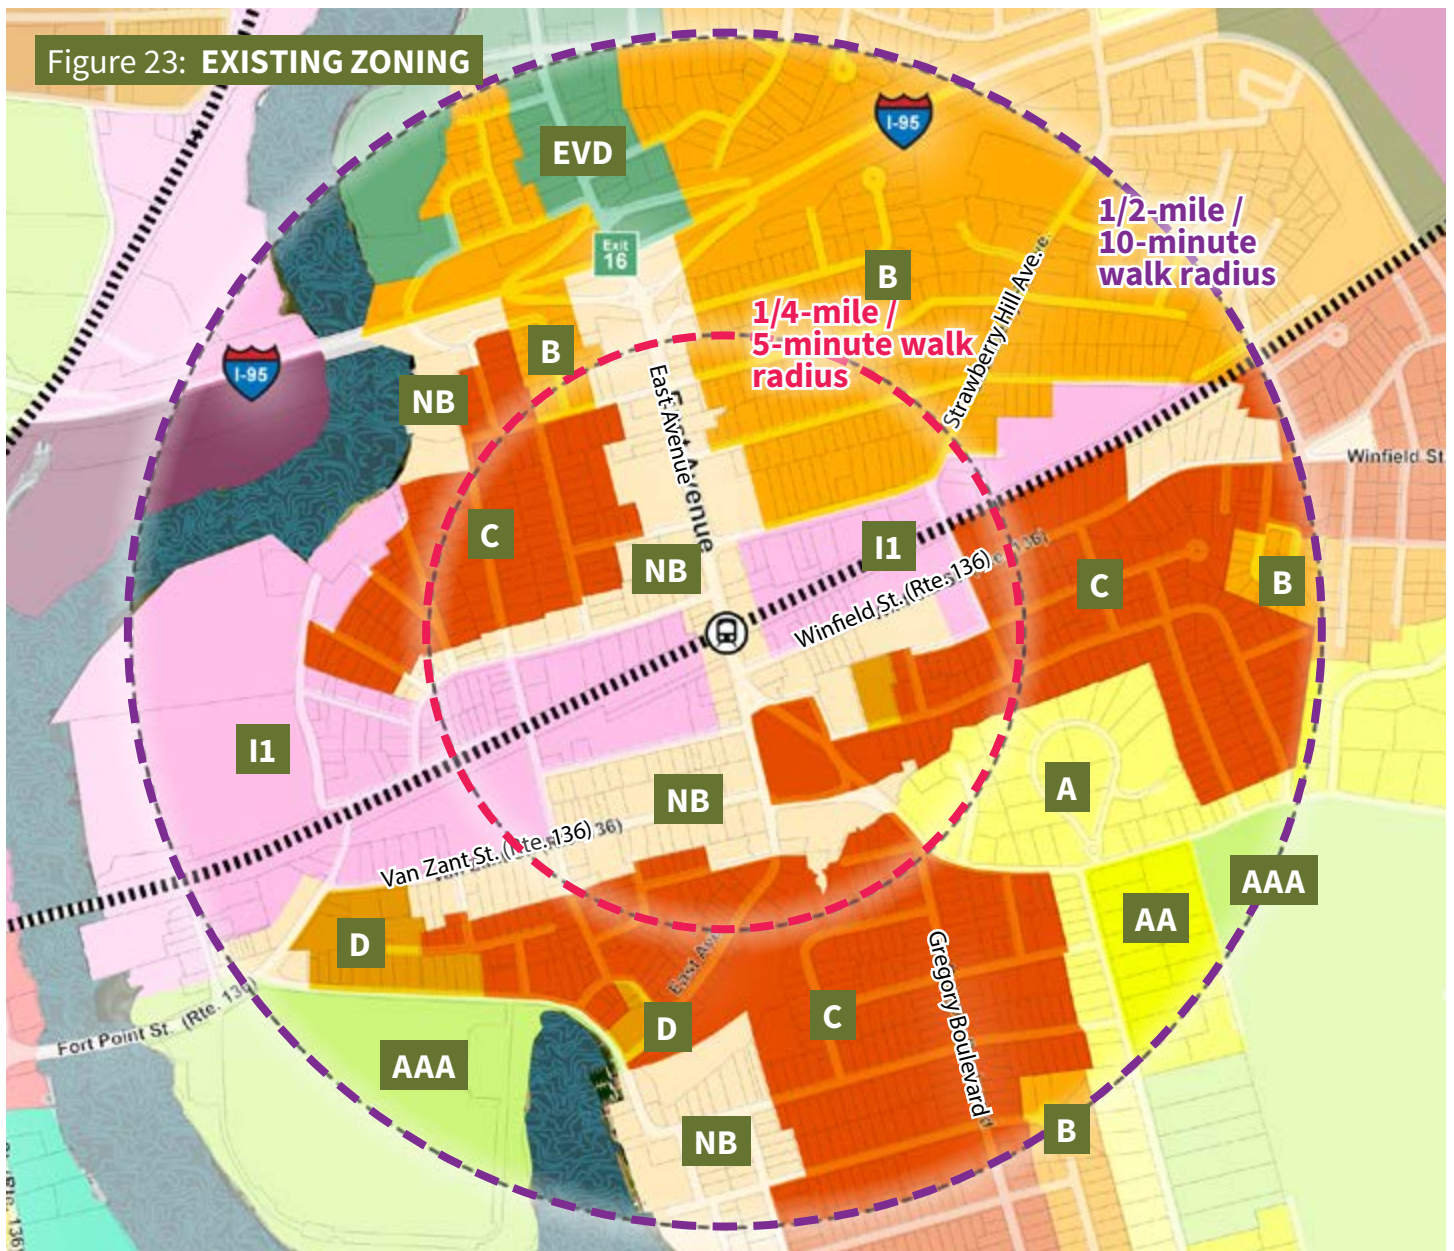 Figure 23: EXISTING ZONING
I-95
EVD
1/2-mile /
10-minute
walk radius
Exit
16
B
Strawberry Hill Ave.
1/4-mile /
5-minute walk
radius
B
I-95
NB
East Avenue
Winfield St
C
I1
NB
Winfield St. (Rte. 136)
C
B
I1
A
NB
Van Zant St. (Rte. 136)
AAA
AA
D
Gregory Boulevard
East Av
Fort Point St. (Rte. 136)
D
C
AAA
B
NB